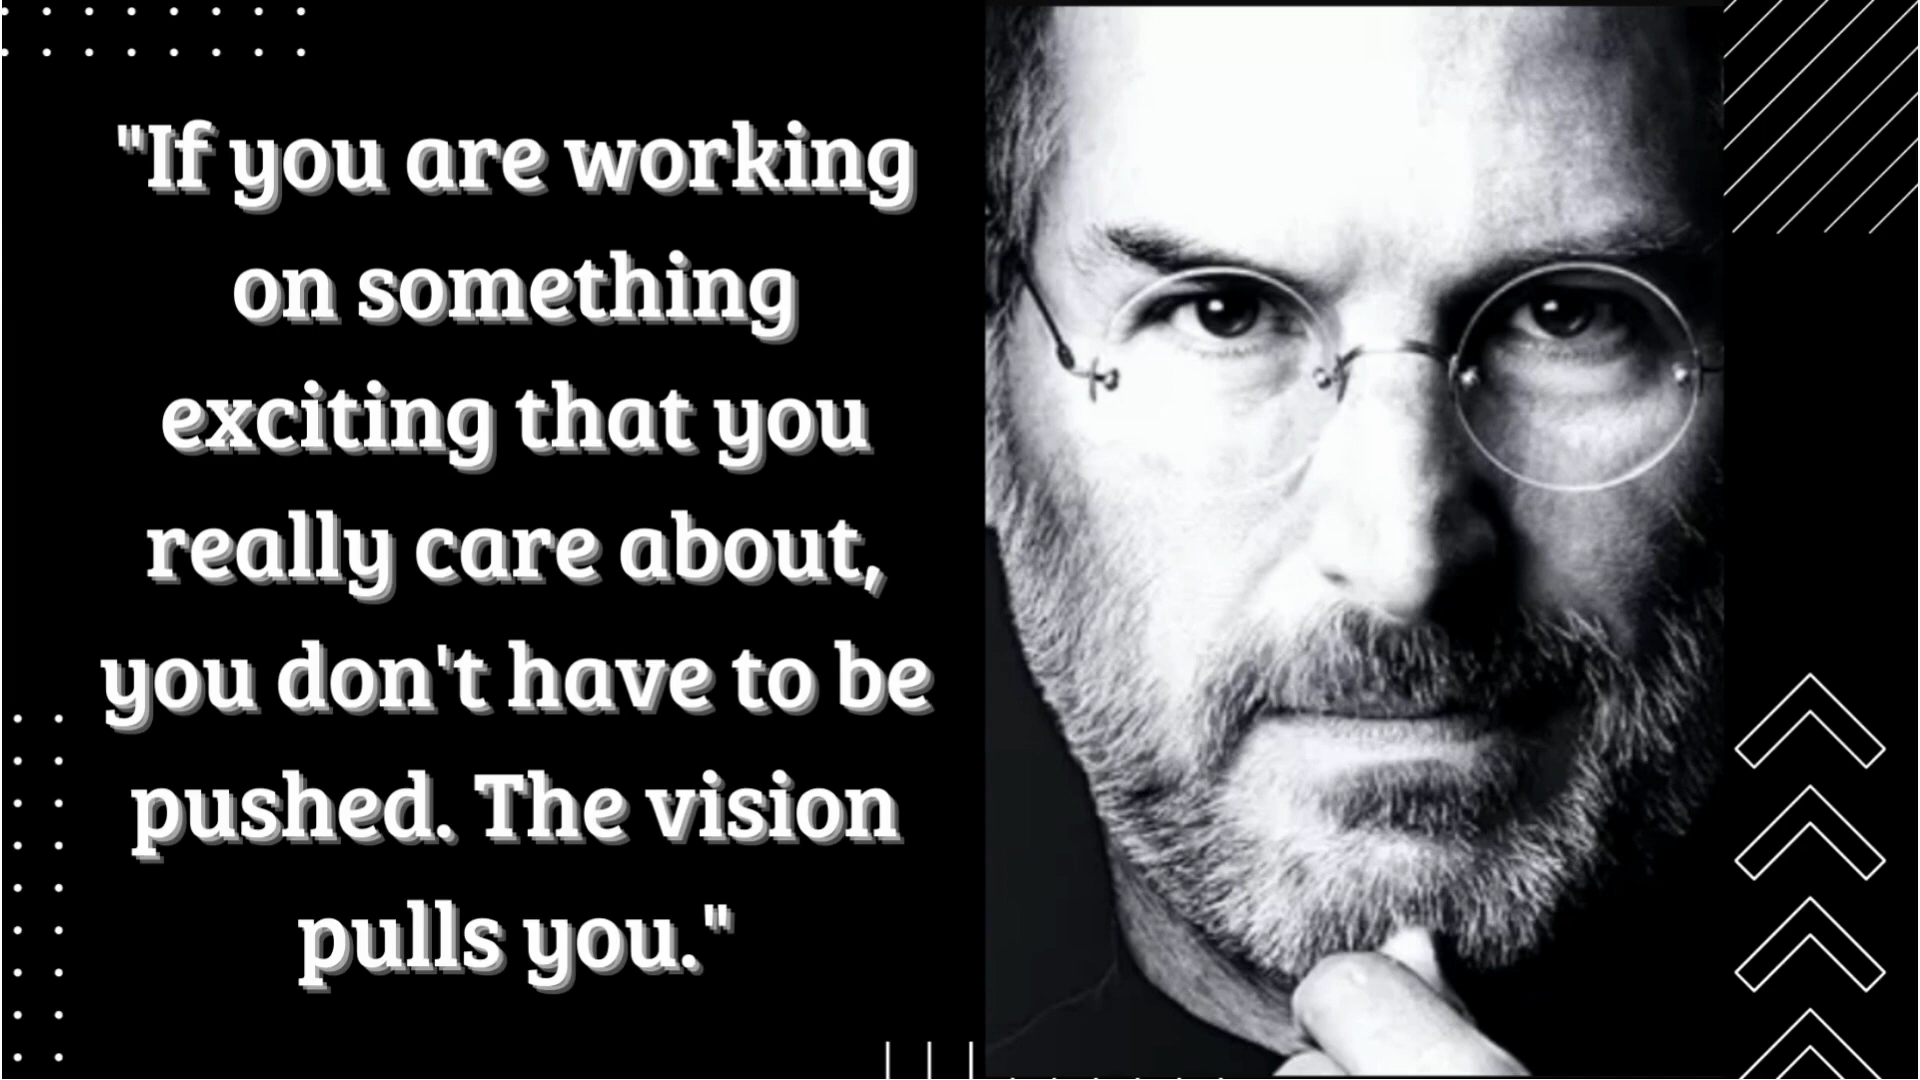 "If you are working
on something
exciting that you
really care about,
you don't have to be
pushed. The vision
pulls you."